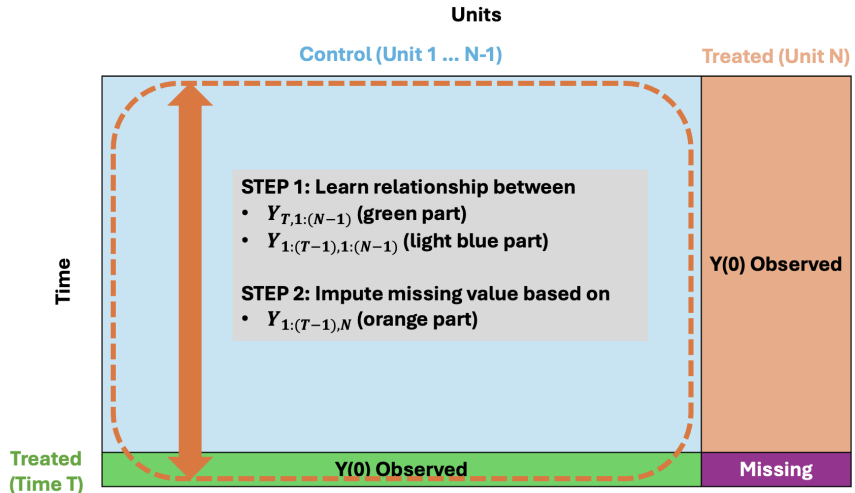 Units
Control (Unit 1 ... N-1)
Treated (Unit N)
STEP 1: Learn relationship between
• Y_{T,1:(N−1)} (green part)
• Y_{1:(T−1),1:(N−1)} (light blue part)
Y(0) Observed
Time
STEP 2: Impute missing value based on
• Y_{1:(T−1),N} (orange part)
Treated
(Time T)
Y(0) Observed
Missing